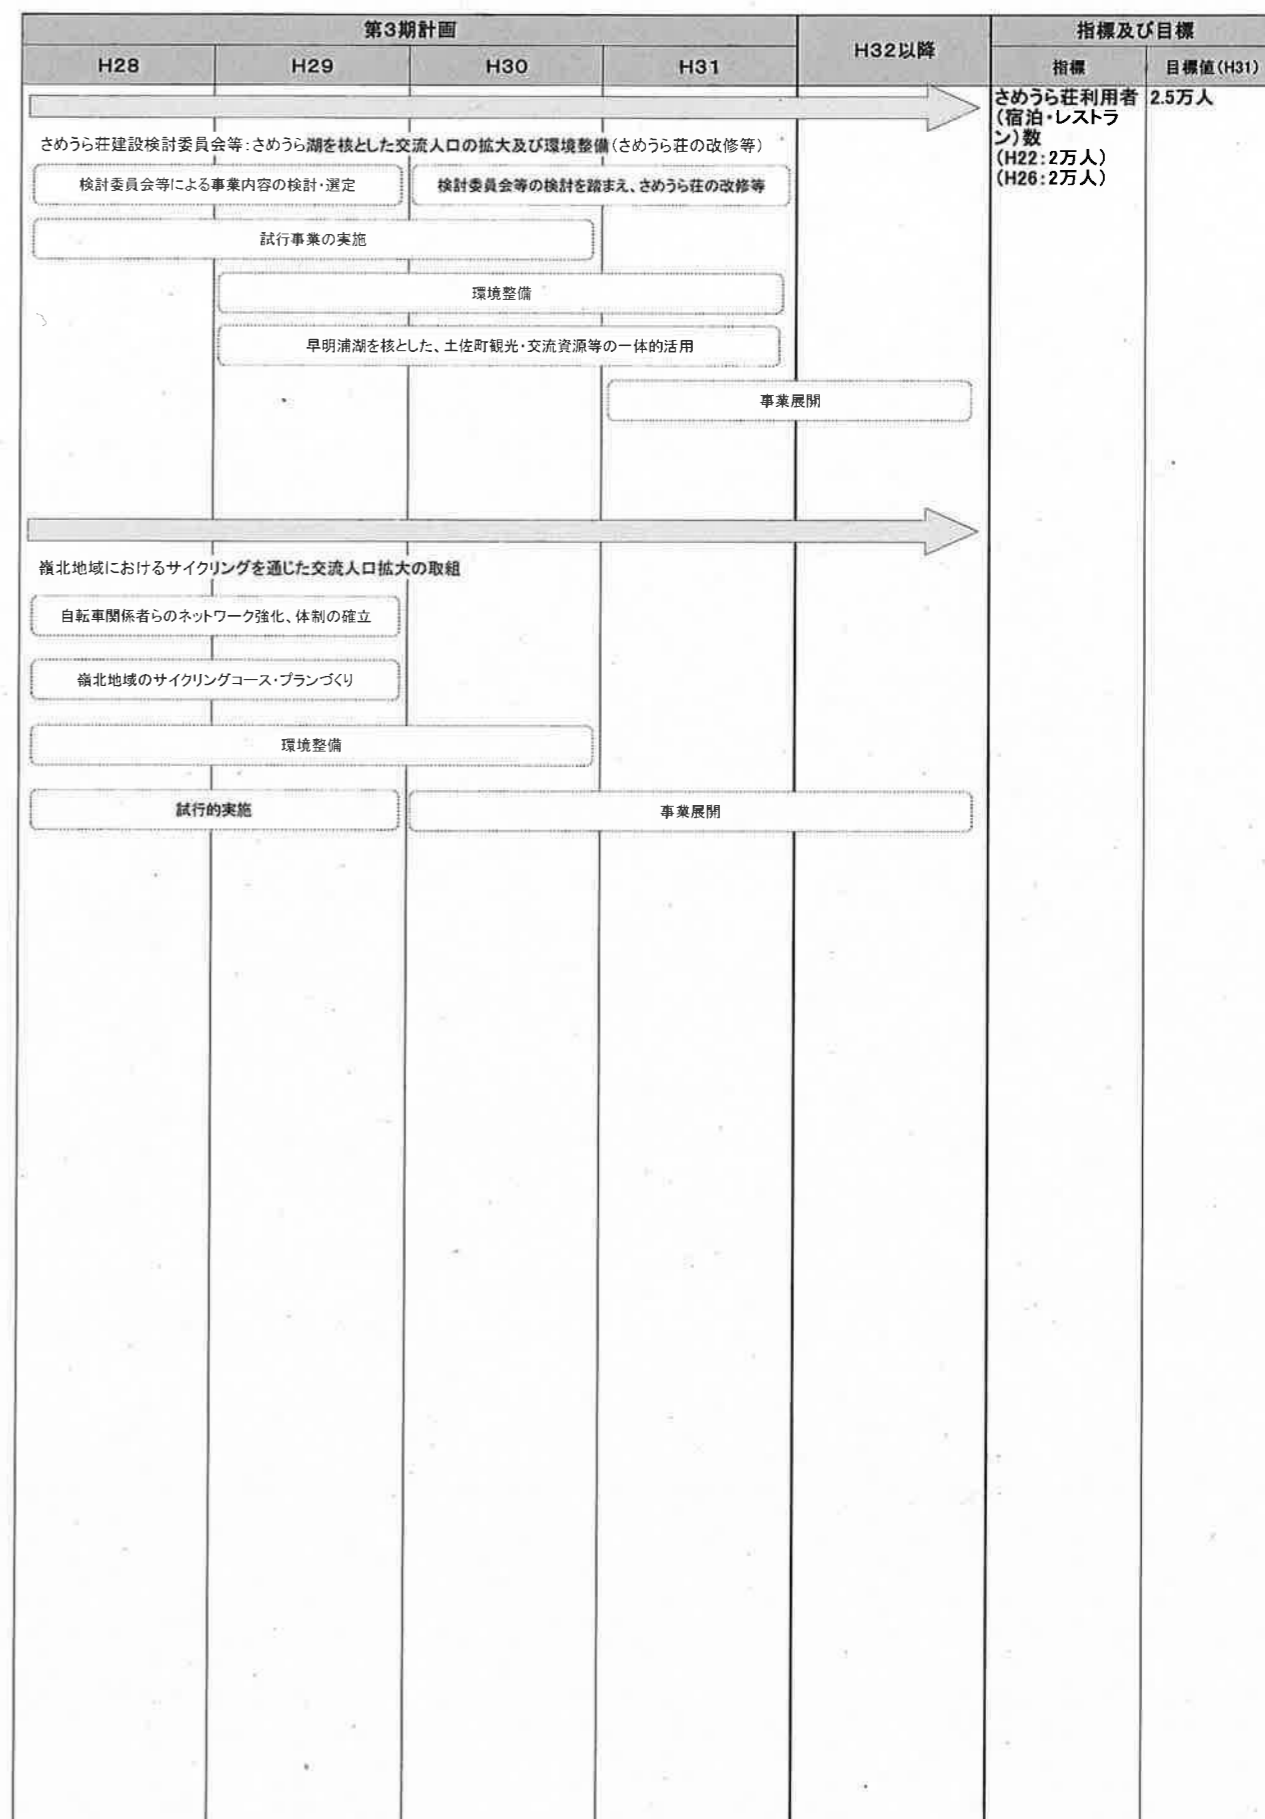 第3期計画
H32以降
指標及び目標
H28
H29
H30
H31
指標
目標値(H31)
さめうら荘建設検討委員会等:さめうら湖を核とした交流人口の拡大及び環境整備(さめうら荘の改修等)
検討委員会等による事業内容の検討・選定
検討委員会等の検討を踏まえ、さめうら荘の改修等
試行事業の実施
環境整備
早明浦湖を核とした、土佐町観光・交流資源等の一体的活用
事業展開
嶺北地域におけるサイクリングを通じた交流人口拡大の取組
自転車関係者らのネットワーク強化、体制の確立
嶺北地域のサイクリングコース・プランづくり
環境整備
試行的実施
事業展開
さめうら荘利用者
(宿泊・レストラ
ン)数
(H22:2万人)
(H26:2万人)
2.5万人